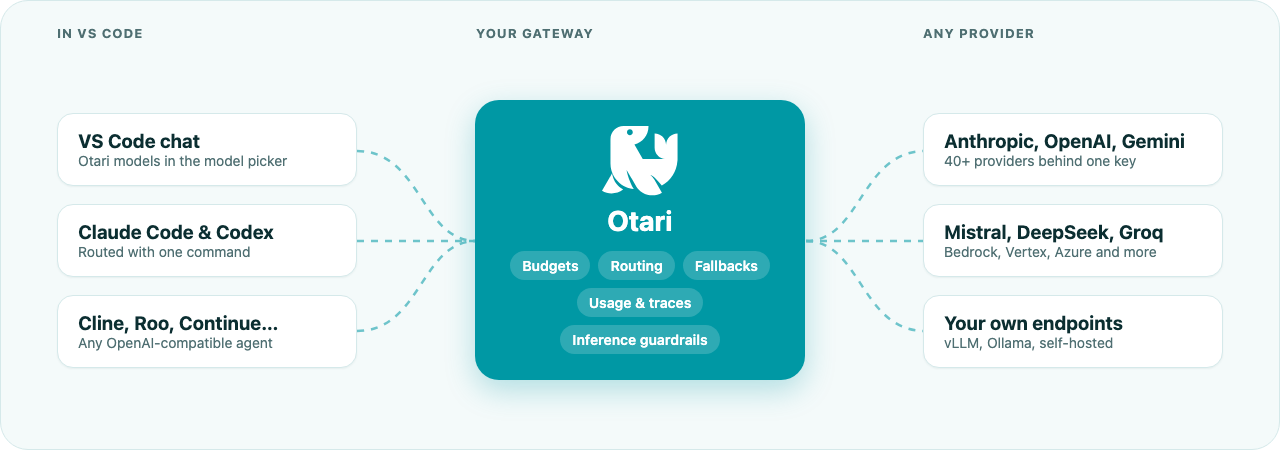 IN VS CODE
YOUR GATEWAY
ANY PROVIDER
VS Code chat
Otari models in the model picker
Claude Code & Codex
Routed with one command
Cline, Roo, Continue...
Any OpenAI-compatible agent
Otari
Budgets
Routing
Fallbacks
Usage & traces
Inference guardrails
Anthropic, OpenAI, Gemini
40+ providers behind one key
Mistral, DeepSeek, Groq
Bedrock, Vertex, Azure and more
Your own endpoints
vLLM, Ollama, self-hosted